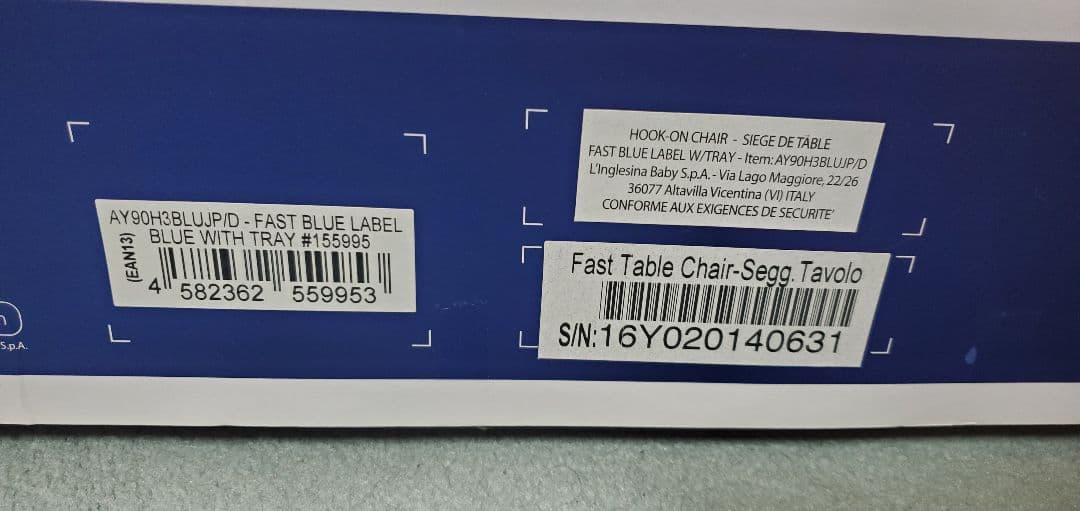 AY90H3BLUJP/D - FAST BLUE LABEL
BLUE WITH TRAY #155995
(EAN13)
4 582362 559953
HOOK-ON CHAIR - SIEGE DE TABLE
FAST BLUE LABEL W/TRAY - Item: AY90H3BLUJP/D
L'Inglesina Baby S.p.A. - Via Lago Maggiore, 22/26
36077 Altavilla Vicentina (VI) ITALY
CONFORME AUX EXIGENCES DE SECURITE'
Fast Table Chair-Segg. Tavolo
S/N:16Y020140631
S.p.A.